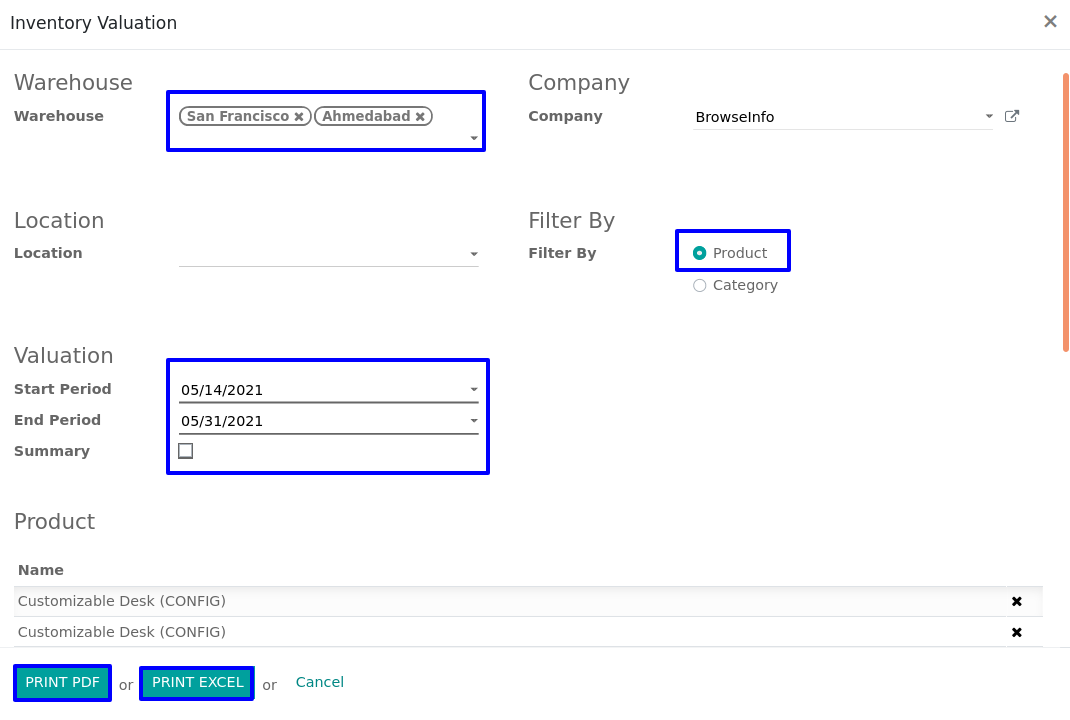 Inventory Valuation
Warehouse
Warehouse San Francisco Ahmedabad
Company
Company BrowseInfo
Location
Location
Filter By
Filter By Product
Category
Valuation
Start Period 05/14/2021
End Period 05/31/2021
Summary
Product
Name
Customizable Desk (CONFIG)
Customizable Desk (CONFIG)
PRINT PDF or PRINT EXCEL or Cancel